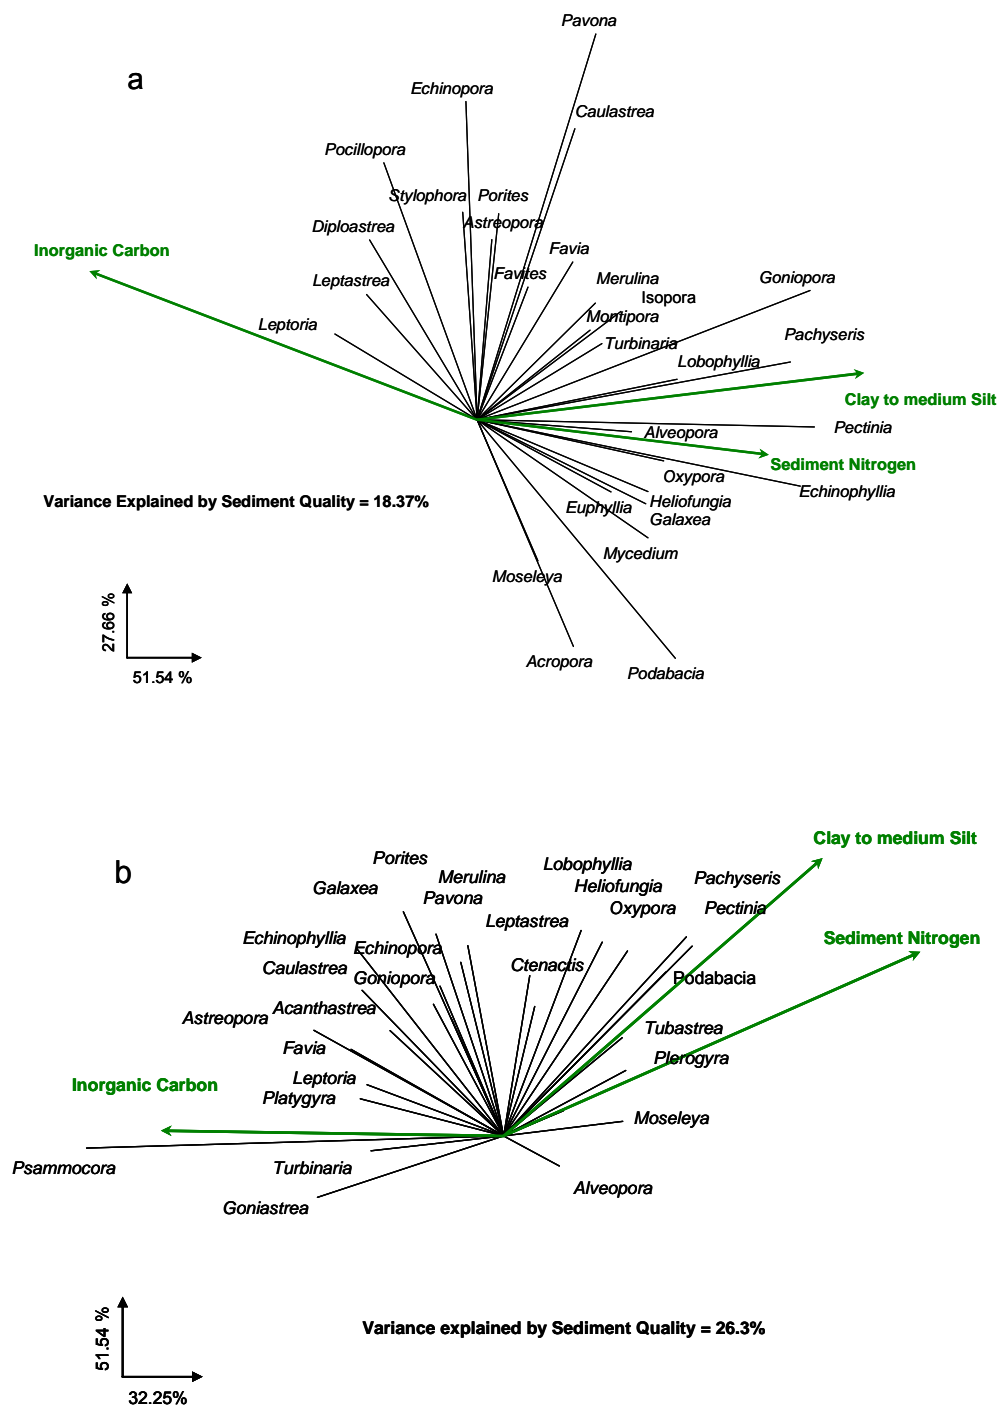 Pavona
a
Echinopora
Caulastrea
Pocillopora
Stylophora Porites
Diploastrea
Astreopora
Inorganic Carbon
Favia
Leptastrea
Favites
Merulina
Goniopora
Isopora
Leptoria
Montipora
Pachyseris
Turbinaria
Lobophyllia
Clay to medium Silt
Pectinia
Alveopora
Sediment Nitrogen
Oxypora
Echinophyllia
Variance Explained by Sediment Quality = 18.37%
Euphyllia
Heliofungia
Galaxea
Mycedium
Moseleya
27.66 %
Acropora
Podabacia
51.54 %
Clay to medium Silt
b
Porites
Lobophyllia
Galaxea
Merulina
Heliofungia
Pachyseris
Pavona
Oxypora
Pectinia
Leptastrea
Echinophyllia
Echinopora
Sediment Nitrogen
Caulastrea
Goniopora
Ctenactis
Podabacia
Astreopora
Acanthastrea
Tubastrea
Favia
Plerogyra
Inorganic Carbon
Leptoria
Platygyra
Moseleya
Psammocora
Turbinaria
Alveopora
Goniastrea
51.54 %
Variance explained by Sediment Quality = 26.3%
32.25%